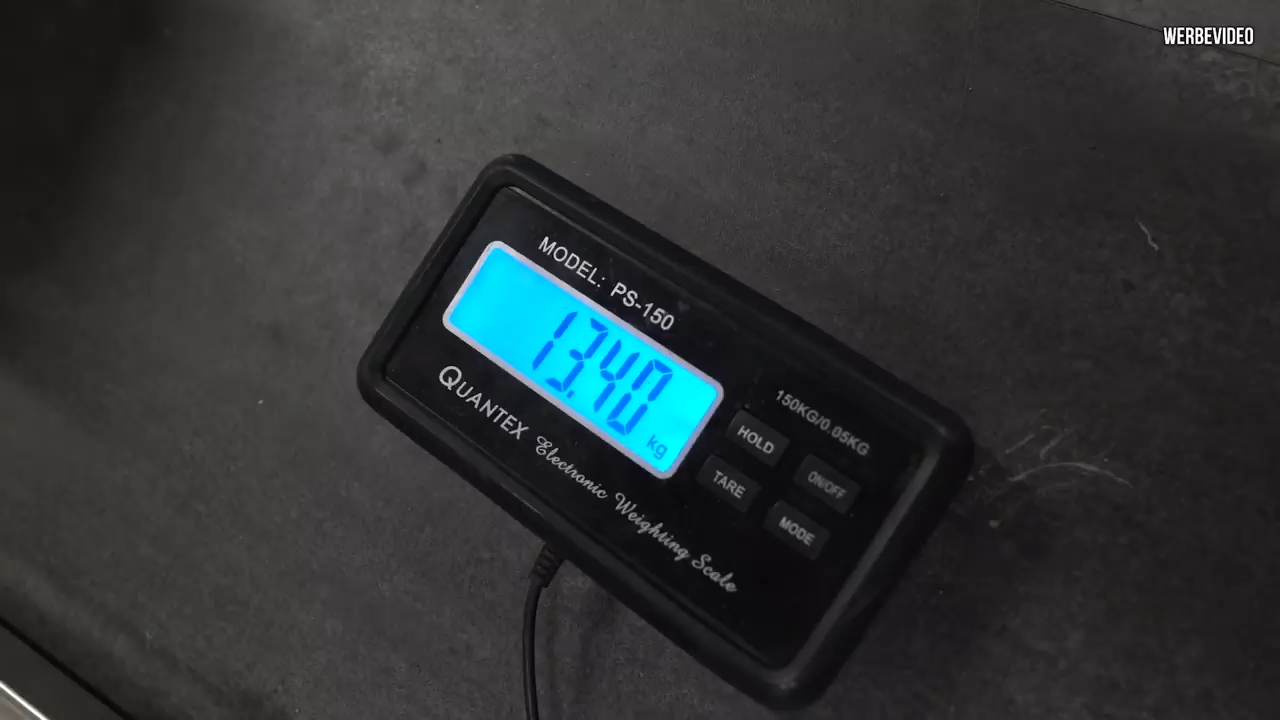 WERBEVIDEO
MODEL: PS-150
13.40
kg
150KG/0.05KG
HOLD
ON/OFF
TARE
MODE
QUANTEX Electronic Weighting Scale